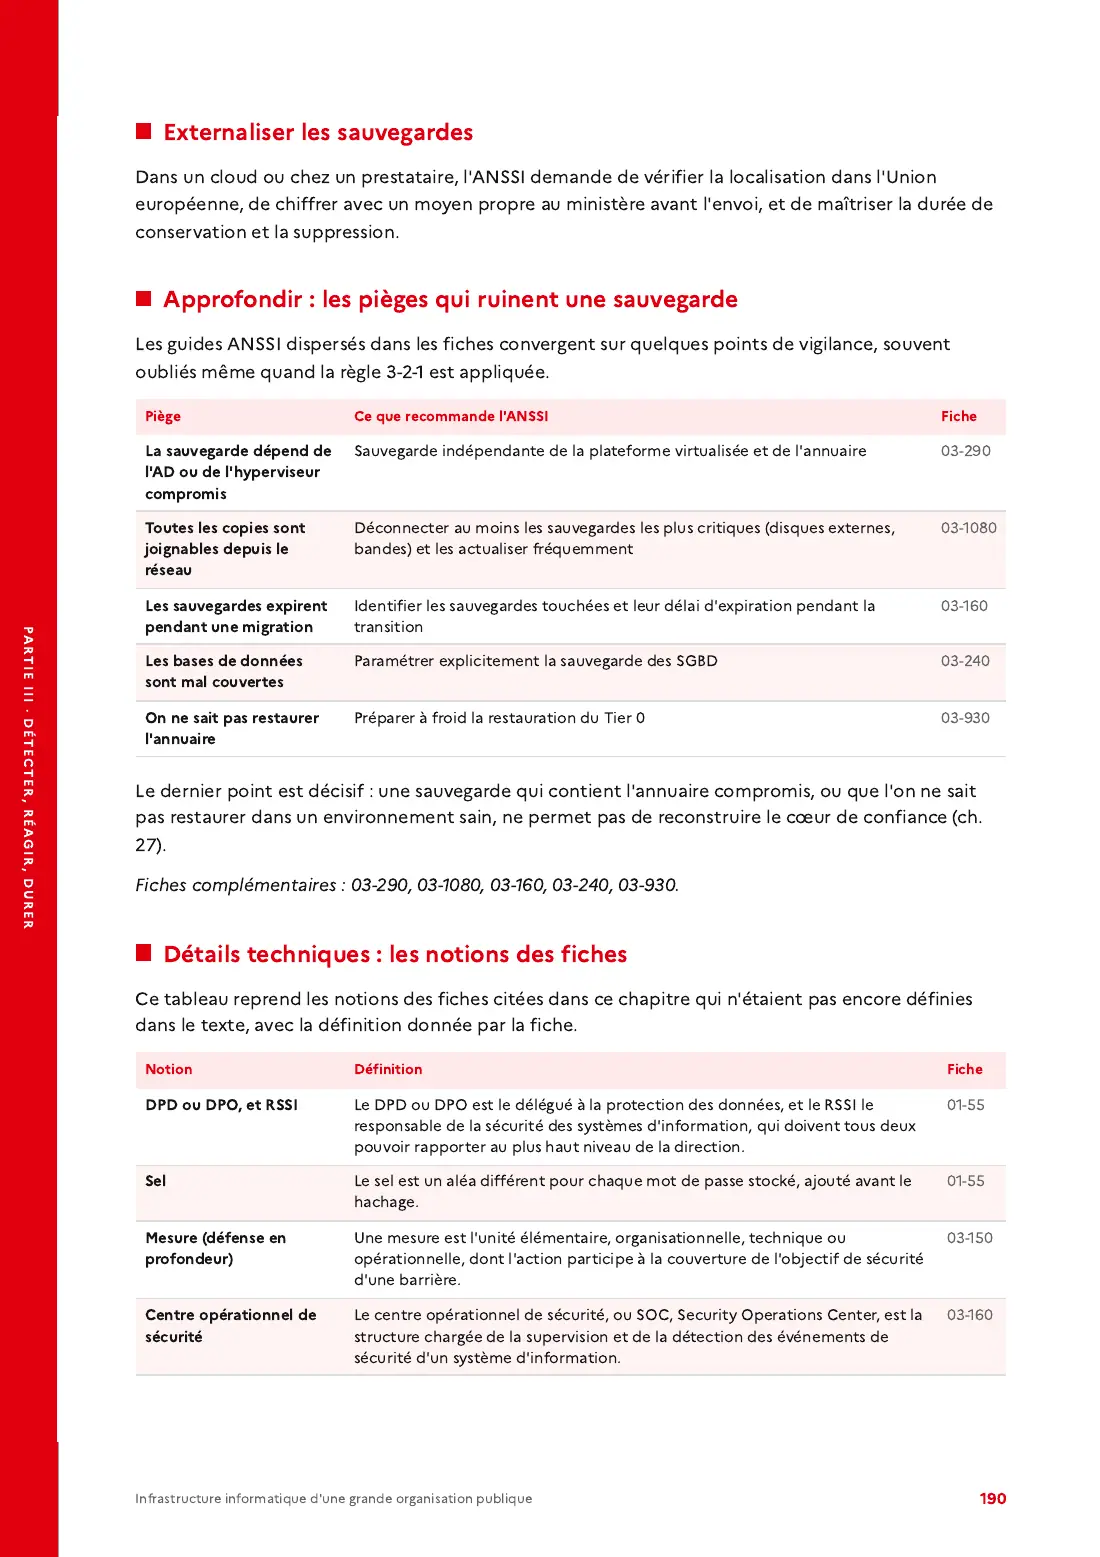 Externaliser les sauvegardes
Dans un cloud ou chez un prestataire, l'ANSSI demande de vérifier la localisation dans l'Union
européenne, de chiffrer avec un moyen propre au ministère avant l'envoi, et de maîtriser la durée de
conservation et la suppression.
Approfondir : les pièges qui ruinent une sauvegarde
Les guides ANSSI dispersés dans les fiches convergent sur quelques points de vigilance, souvent
oubliés même quand la règle 3-2-1 est appliquée.
Piège Ce que recommande l'ANSSI Fiche
La sauvegarde dépend de Sauvegarde indépendante de la plateforme virtualisée et de l'annuaire 03-290
l'AD ou de l'hyperviseur
compromis
Toutes les copies sont Déconnecter au moins les sauvegardes les plus critiques (disques externes, 03-1080
joignables depuis le bandes) et les actualiser fréquemment
réseau
Les sauvegardes expirent Identifier les sauvegardes touchées et leur délai d'expiration pendant la 03-160
pendant une migration transition
Les bases de données Paramétrer explicitement la sauvegarde des SGBD 03-240
sont mal couvertes
On ne sait pas restaurer Préparer à froid la restauration du Tier 0 03-930
l'annuaire
Le dernier point est décisif : une sauvegarde qui contient l'annuaire compromis, ou que l'on ne sait
pas restaurer dans un environnement sain, ne permet pas de reconstruire le cœur de confiance (ch.
27).
Fiches complémentaires : 03-290, 03-1080, 03-160, 03-240, 03-930.
Détails techniques : les notions des fiches
Ce tableau reprend les notions des fiches citées dans ce chapitre qui n'étaient pas encore définies
dans le texte, avec la définition donnée par la fiche.
Notion Définition Fiche
DPD ou DPO, et RSSI Le DPD ou DPO est le délégué à la protection des données, et le RSSI le 01-55
responsable de la sécurité des systèmes d'information, qui doivent tous deux
pouvoir rapporter au plus haut niveau de la direction.
Sel Le sel est un aléa différent pour chaque mot de passe stocké, ajouté avant le 01-55
hachage.
Mesure (défense en Une mesure est l'unité élémentaire, organisationnelle, technique ou 03-150
profondeur) opérationnelle, dont l'action participe à la couverture de l'objectif de sécurité
d'une barrière.
Centre opérationnel de Le centre opérationnel de sécurité, ou SOC, Security Operations Center, est la 03-160
sécurité structure chargée de la supervision et de la détection des événements de
sécurité d'un système d'information.
PARTIE III · DÉTECTER, RÉAGIR, DURER
Infrastructure informatique d'une grande organisation publique 190